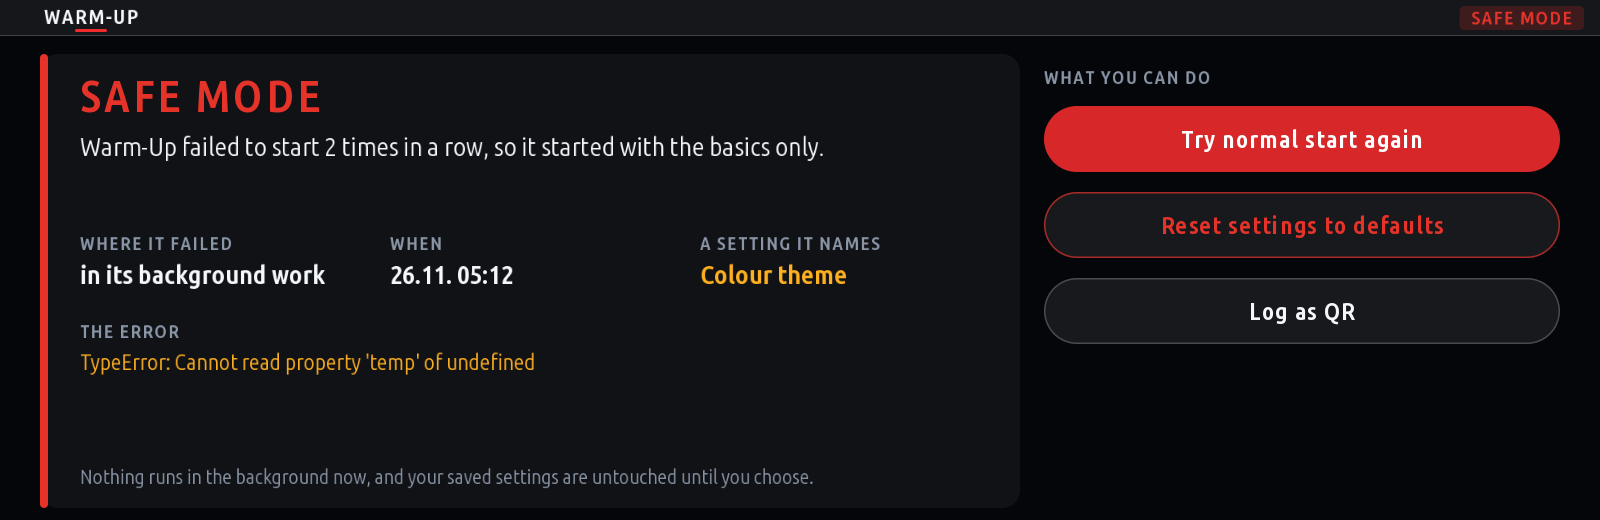 WARM-UP
SAFE MODE
SAFE MODE
Warm-Up failed to start 2 times in a row, so it started with the basics only.
WHERE IT FAILED
in its background work
WHEN
26.11. 05:12
A SETTING IT NAMES
Colour theme
THE ERROR
TypeError: Cannot read property 'temp' of undefined
Nothing runs in the background now, and your saved settings are untouched until you choose.
WHAT YOU CAN DO
Try normal start again
Reset settings to defaults
Log as QR